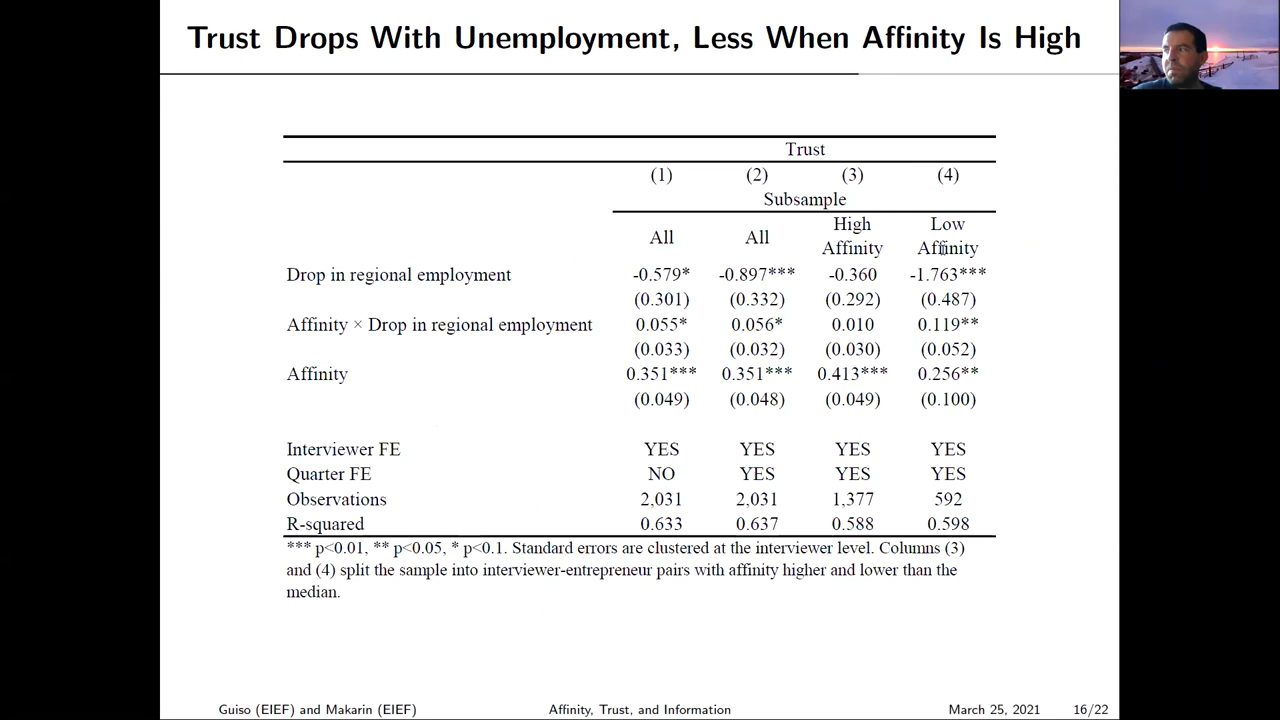 Trust Drops With Unemployment, Less When Affinity Is High
Trust
(1) (2) (3) (4)
Subsample
All All High Affinity Low Affinity
Drop in regional employment -0.579* -0.897*** -0.360 -1.763***
(0.301) (0.332) (0.292) (0.487)
Affinity × Drop in regional employment 0.055* 0.056* 0.010 0.119**
(0.033) (0.032) (0.030) (0.052)
Affinity 0.351*** 0.351*** 0.413*** 0.256**
(0.049) (0.048) (0.049) (0.100)
Interviewer FE YES YES YES YES
Quarter FE NO YES YES YES
Observations 2,031 2,031 1,377 592
R-squared 0.633 0.637 0.588 0.598
*** p<0.01, ** p<0.05, * p<0.1. Standard errors are clustered at the interviewer level. Columns (3)
and (4) split the sample into interviewer-entrepreneur pairs with affinity higher and lower than the
median.
Guiso (EIEF) and Makarin (EIEF) Affinity, Trust, and Information March 25, 2021 16/22